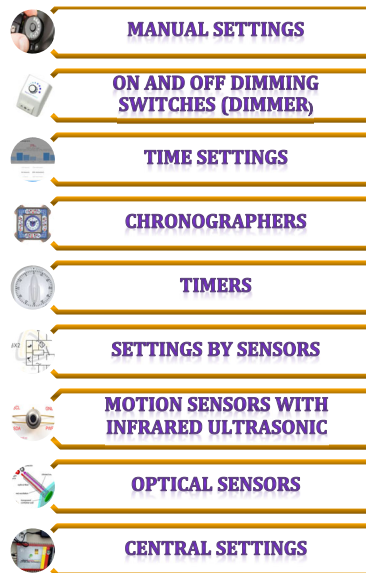 MANUAL SETTINGS
ON AND OFF DIMMING
SWITCHES (DIMMER)
TIME SETTINGS
CHRONOGRAPHERS
TIMERS
SETTINGS BY SENSORS
MOTION SENSORS WITH
INFRARED ULTRASONIC
OPTICAL SENSORS
CENTRAL SETTINGS